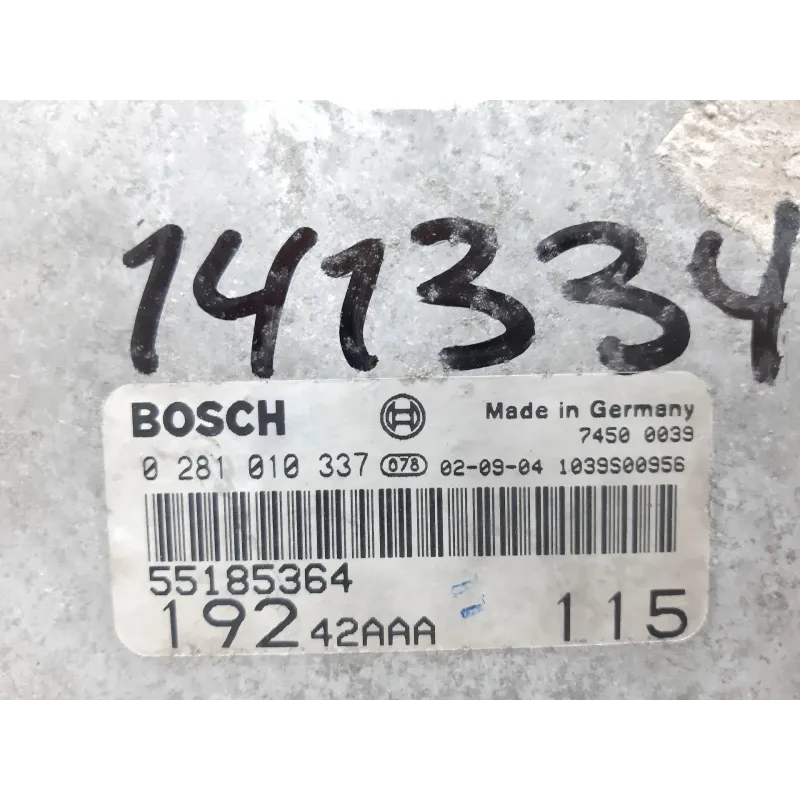 141334
BOSCH Made in Germany
7450 0039
0 281 010 337 078 02-09-04 1039S00956
55185364
192 42AAA 115